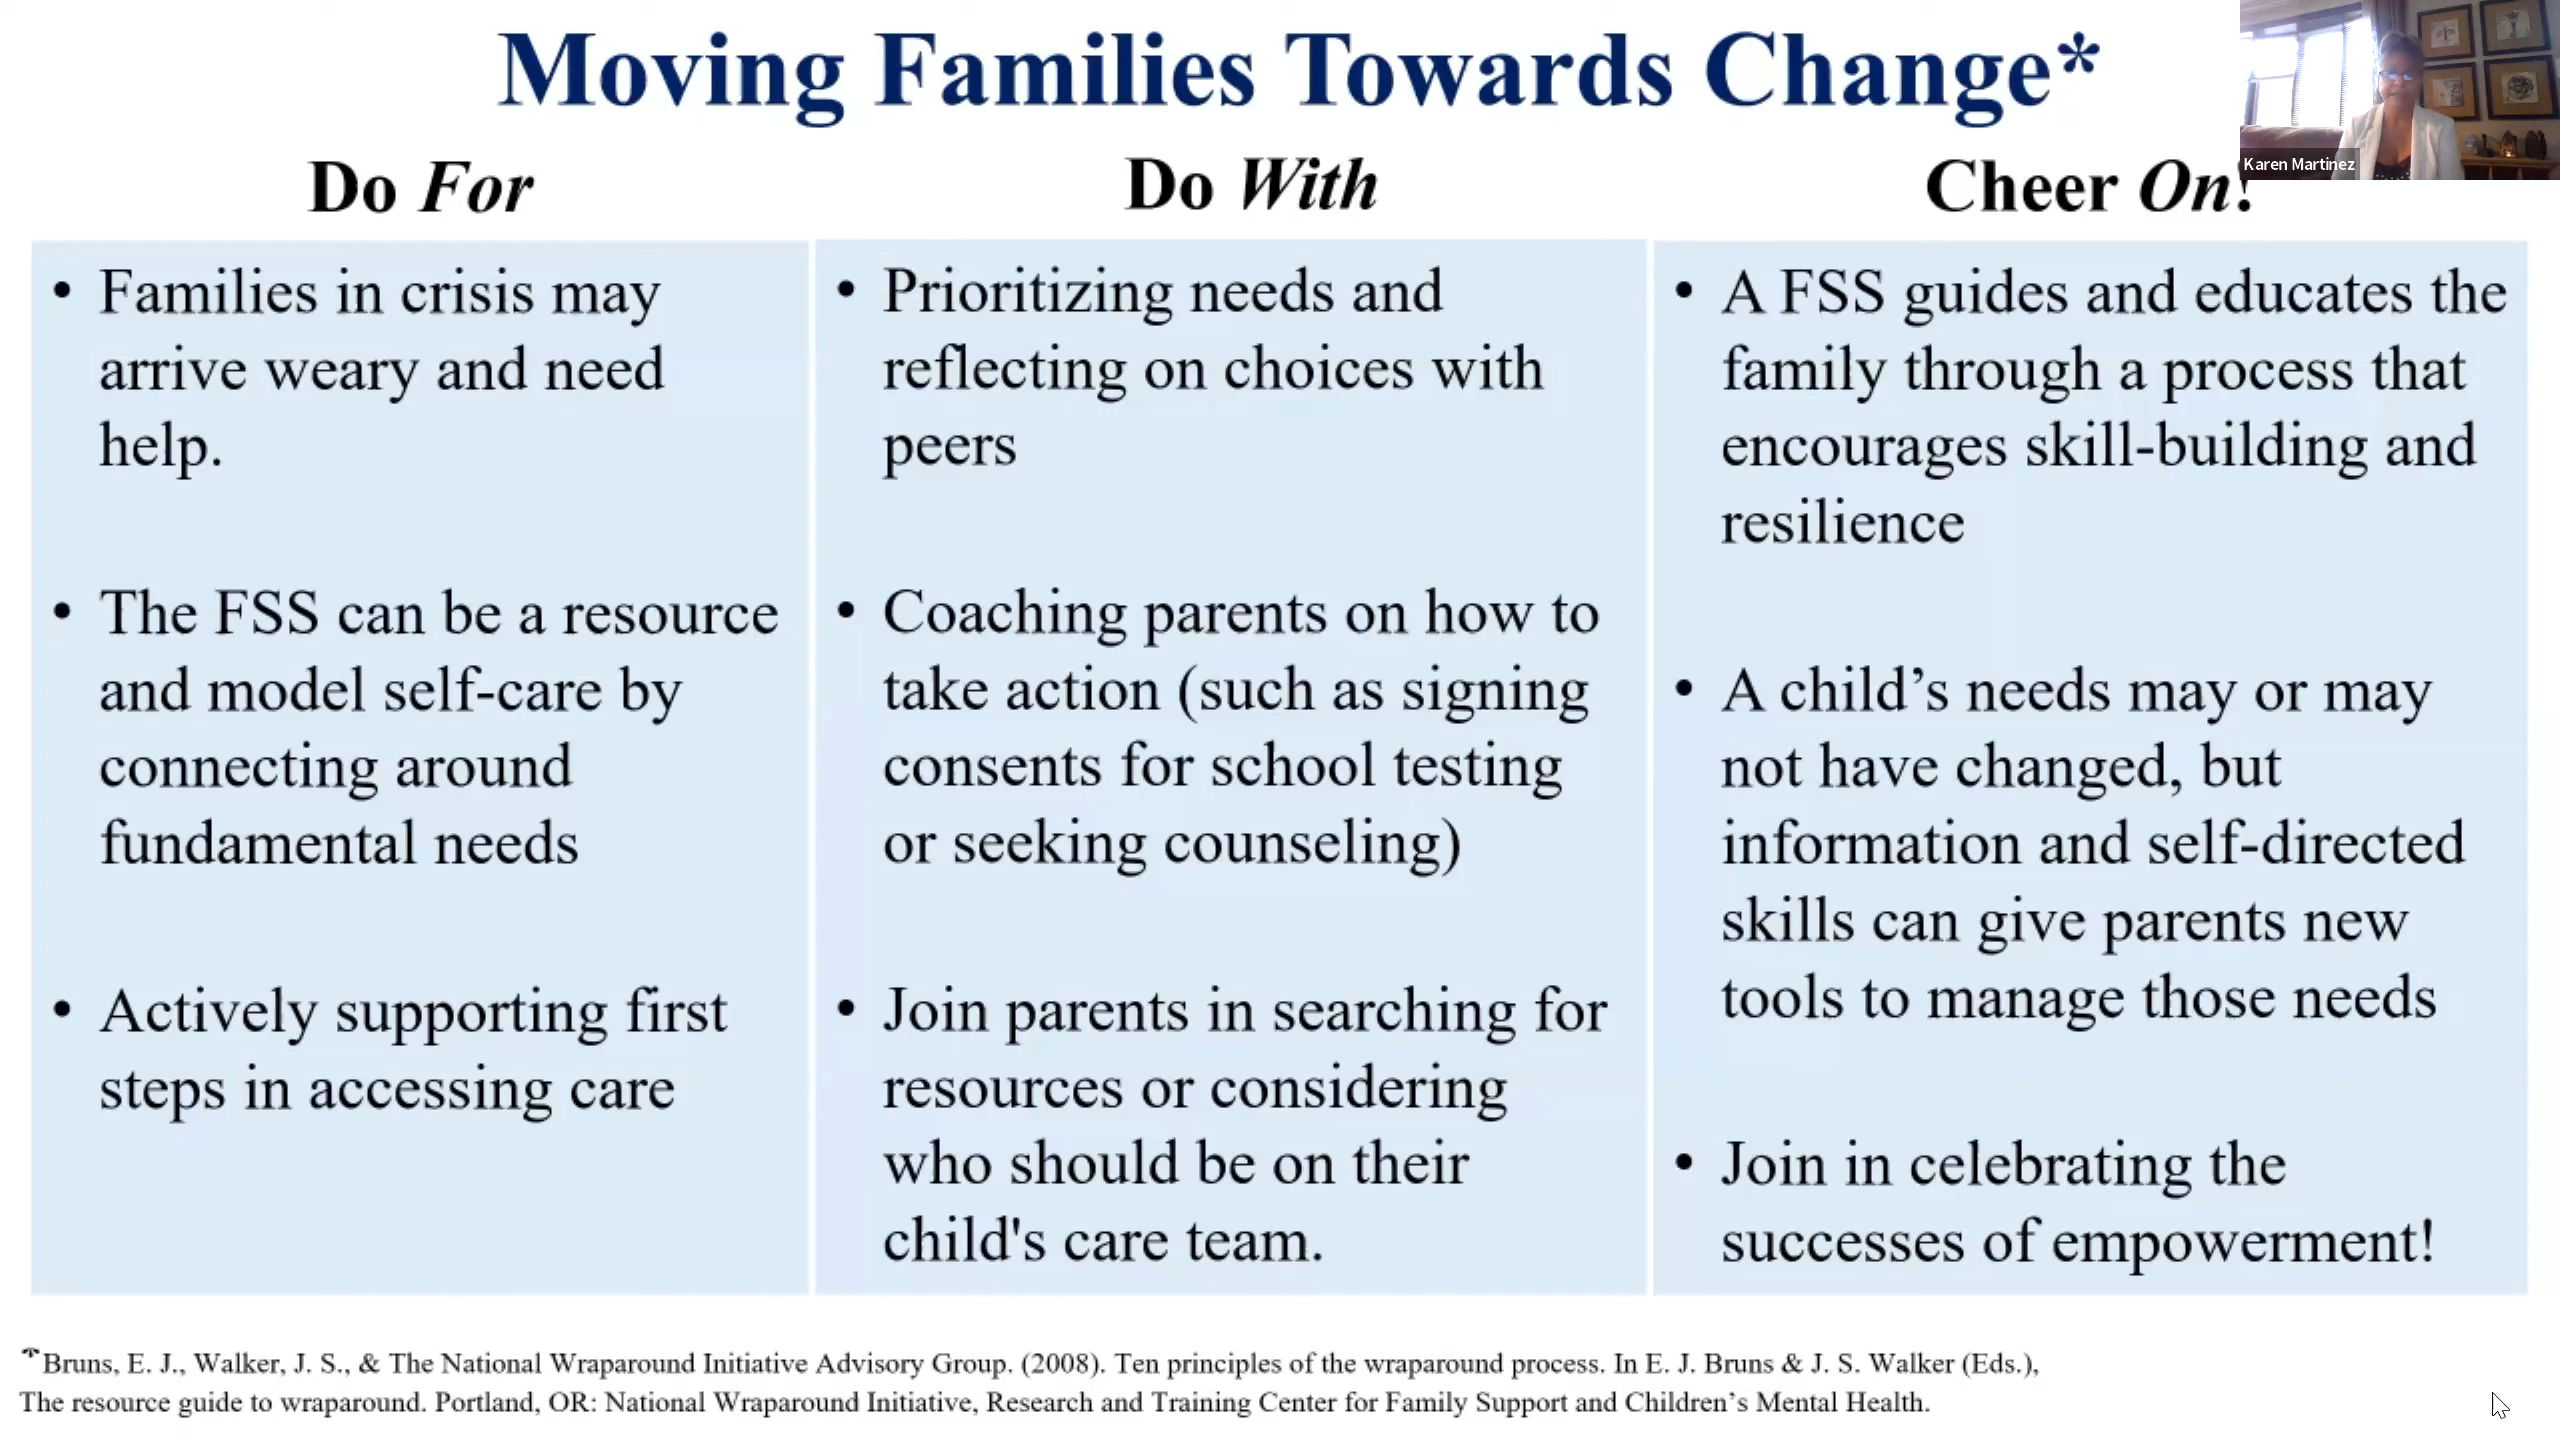 Moving Families Towards Change*
Karen Martinez
Do For
Do With
Cheer On!
• Families in crisis may
arrive weary and need
help.
• The FSS can be a resource
and model self-care by
connecting around
fundamental needs
• Actively supporting first
steps in accessing care
• Prioritizing needs and
reflecting on choices with
peers
• Coaching parents on how to
take action (such as signing
consents for school testing
or seeking counseling)
• Join parents in searching for
resources or considering
who should be on their
child's care team.
• A FSS guides and educates the
family through a process that
encourages skill-building and
resilience
• A child’s needs may or may
not have changed, but
information and self-directed
skills can give parents new
tools to manage those needs
• Join in celebrating the
successes of empowerment!
*Bruns, E. J., Walker, J. S., & The National Wraparound Initiative Advisory Group. (2008). Ten principles of the wraparound process. In E. J. Bruns & J. S. Walker (Eds.),
The resource guide to wraparound. Portland, OR: National Wraparound Initiative, Research and Training Center for Family Support and Children’s Mental Health.